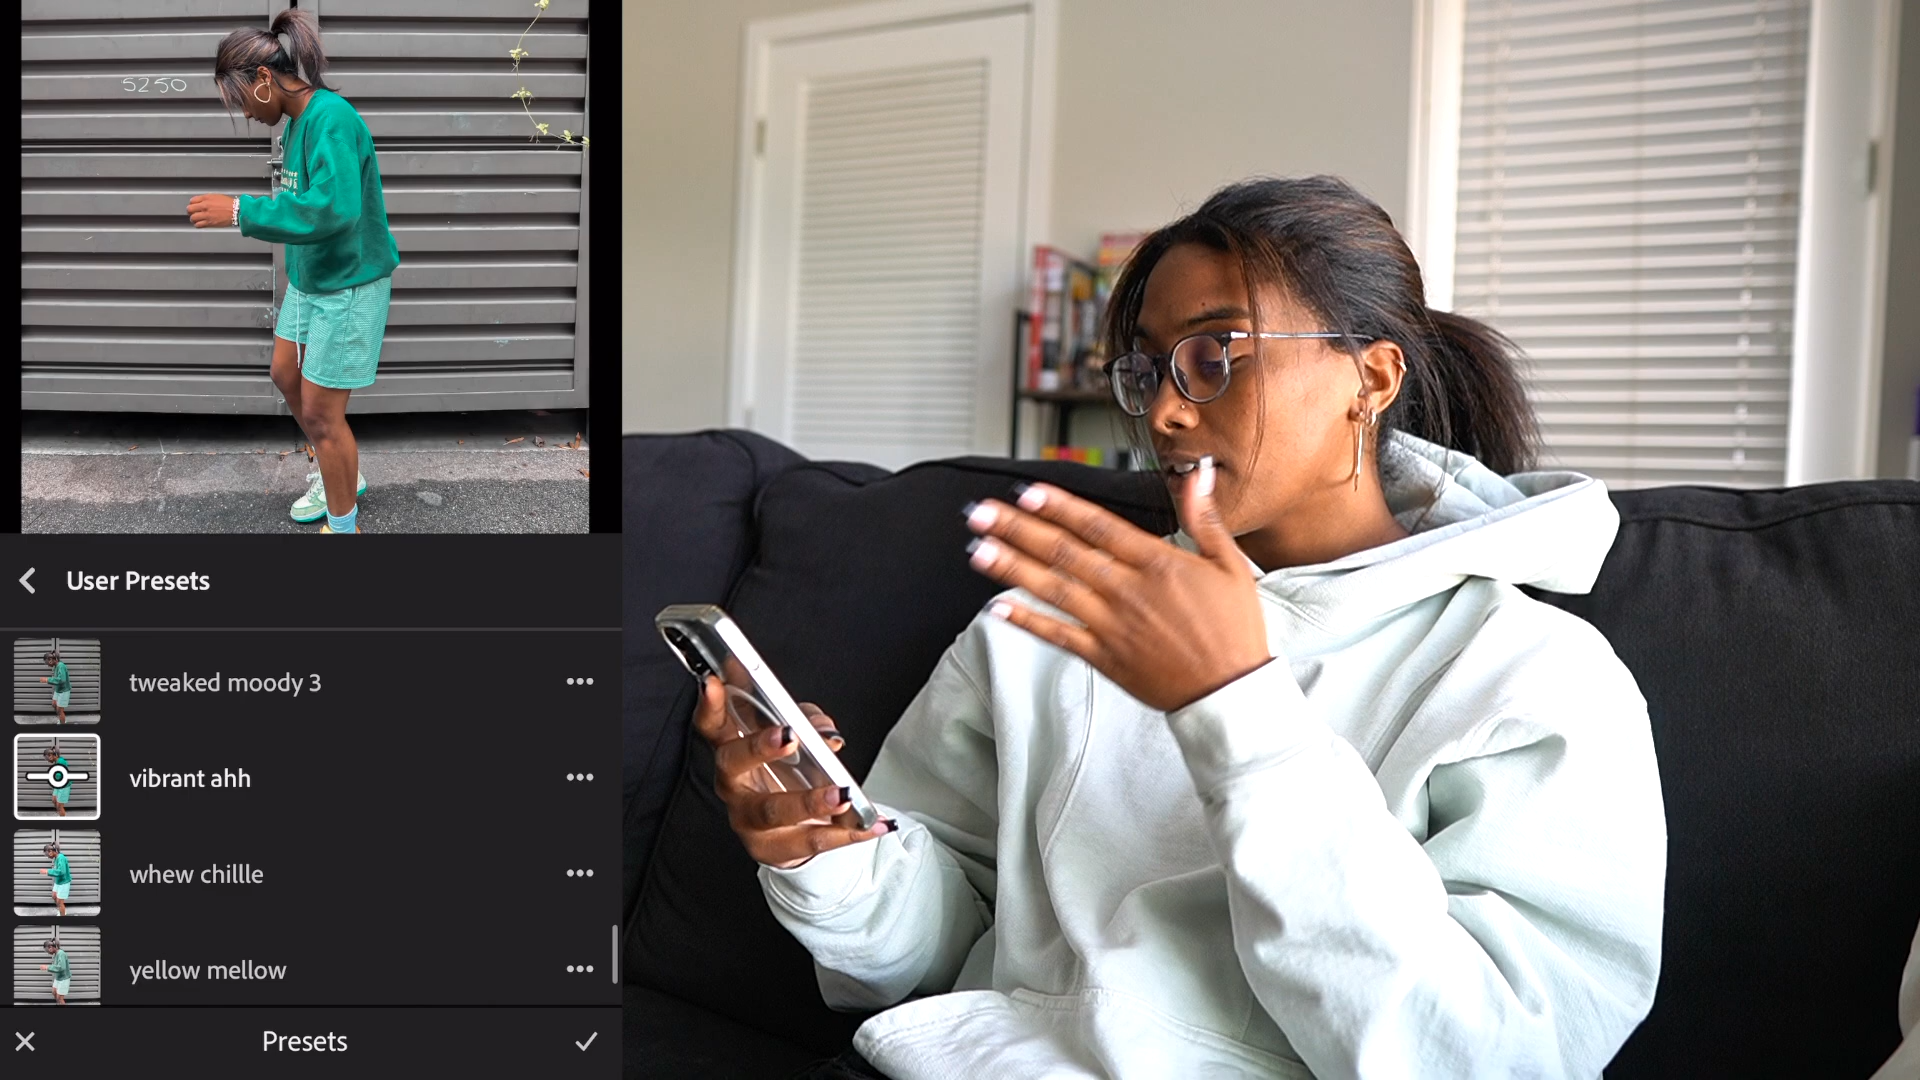 5250
User Presets
tweaked moody 3
vibrant ahh
whew chillle
yellow mellow
Presets